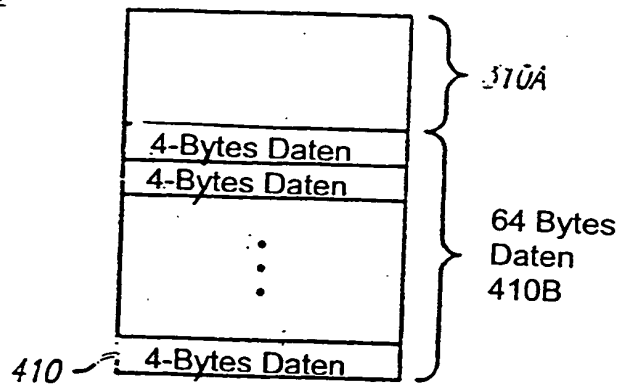 310A
4-Bytes Daten
4-Bytes Daten
64 Bytes
Daten
410B
410
4-Bytes Daten